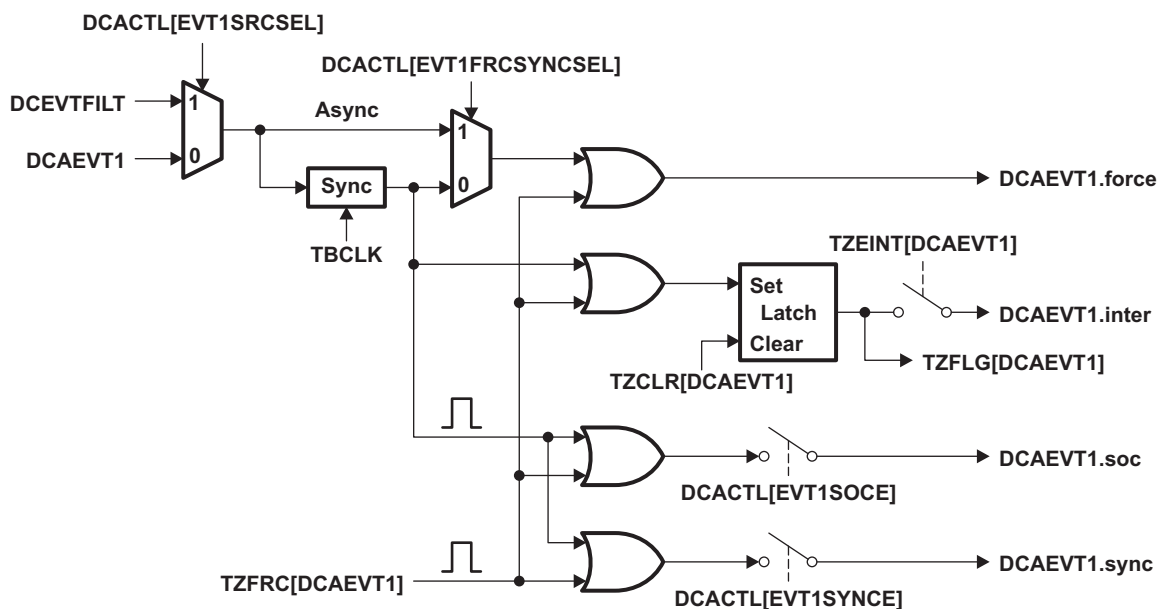 DCACTL[EVT1SRCSEL]
DCACTL[EVT1FRCSYNCSEL]
DCEVTFILT
1
Async
1
DCAEVT1
0
Sync
0
DCAEVT1.force
TBCLK
TZEINT[DCAEVT1]
Set
Latch
Clear
DCAEVT1.inter
TZCLR[DCAEVT1]
TZFLG[DCAEVT1]
DCAEVT1.soc
DCACTL[EVT1SOCE]
DCAEVT1.sync
TZFRC[DCAEVT1]
DCACTL[EVT1SYNCE]